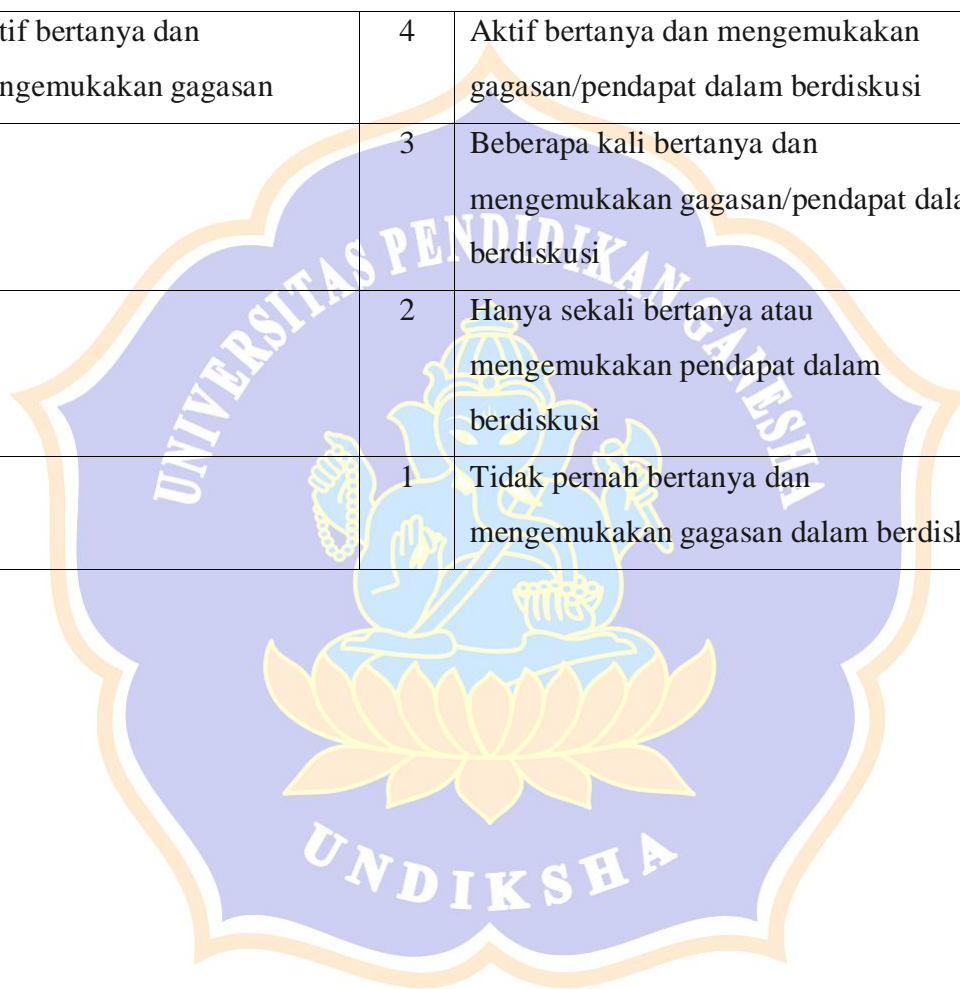 tif bertanya dan
ngemukakan gagasan
4
Aktif bertanya dan mengemukakan
gagasan/pendapat dalam berdiskusi
3
Beberapa kali bertanya dan
mengemukakan gagasan/pendapat dala
berdiskusi
2
Hanya sekali bertanya atau
mengemukakan pendapat dalam
berdiskusi
1
Tidak pernah bertanya dan
mengemukakan gagasan dalam berdisk
UNIVERSITAS PENDIDIKAN GANESHA
UNDIKSHA